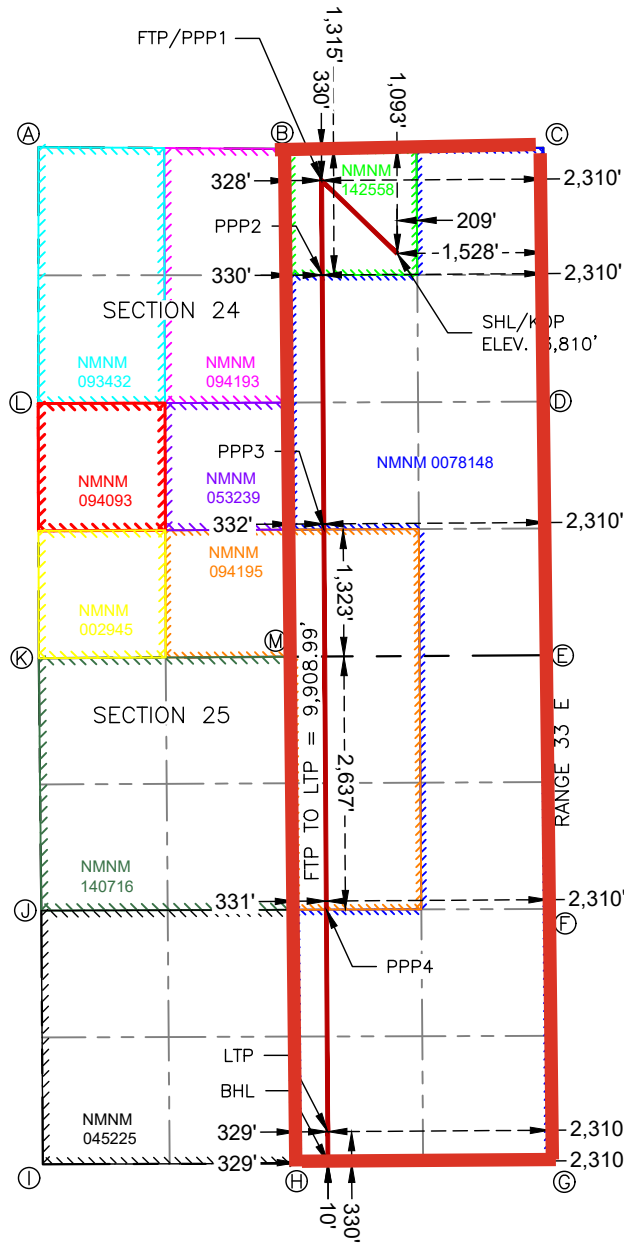 FTP/PPP1
1,315'
330'
1,093'
A
B
C
NMNM
142558
328'
2,310'
PPP2
209'
1,528'
330'
2,310'
SECTION 24
SHL/KOP
ELEV. ,810'
NMNM
093432
NMNM
094193
L
D
PPP3
NMNM 0078148
NMNM
094093
NMNM
053239
332'
2,310'
NMNM
094195
1,323'
NMNM
002945
M
K
E
SECTION 25
FTP TO LTP = 9,908.99'
2,637'
RANGE 33 E
NMNM
140716
331'
2,310'
J
F
PPP4
LTP
BHL
NMNM
045225
329'
2,310
329'
2,310
I
H
G
10'
330'